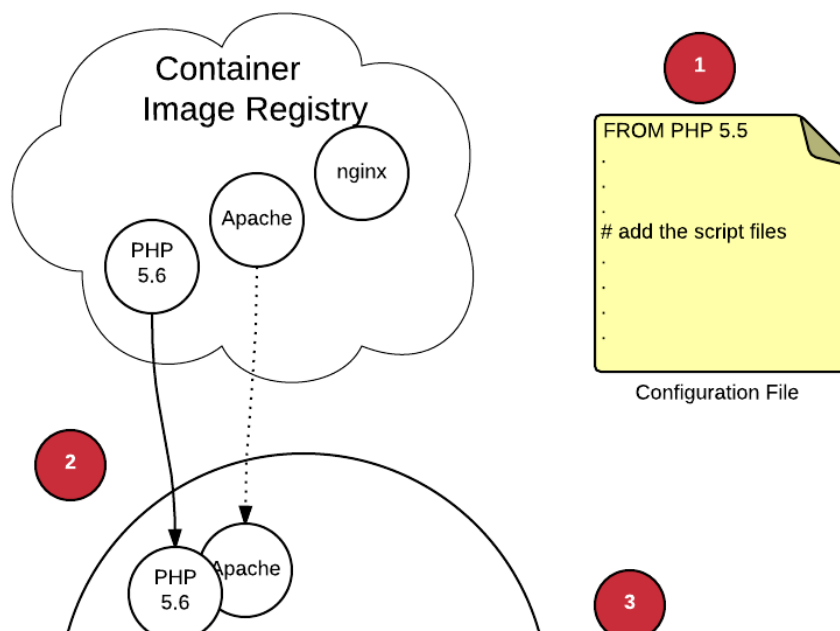 Container
Image Registry
nginx
Apache
PHP
5.6
1
FROM PHP 5.5
.
.
.
# add the script files
.
.
.
.
Configuration File
2
Apache
PHP
5.6
3